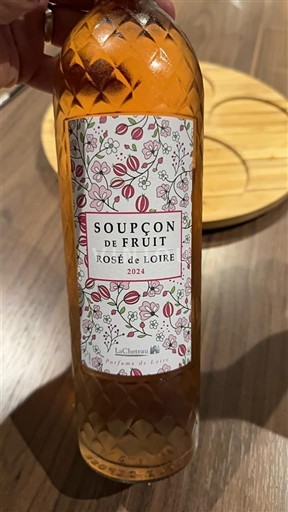 SOUPÇON
DE FRUIT
ROSÉ de LOIRE
2024
LaCheteau
Parfums de Loire